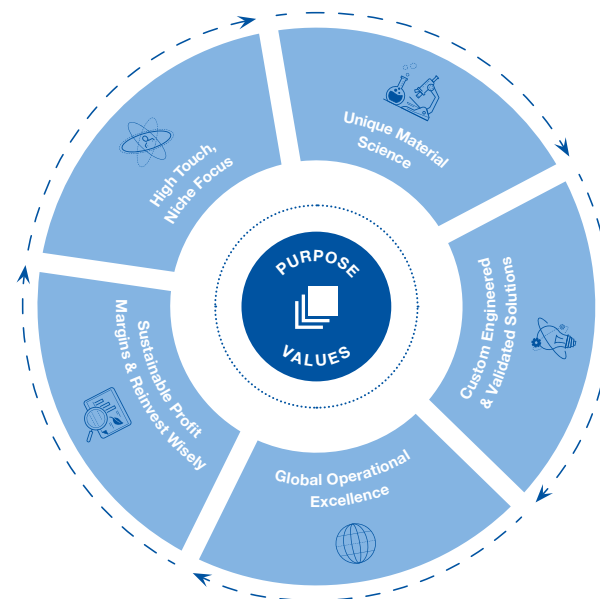 High Touch,
Niche Focus
Unique Material
Science
Custom Engineered
& Validated Solutions
Global Operational
Excellence
Sustainable Profit
Margins & Reinvest Wisely
PURPOSE
VALUES